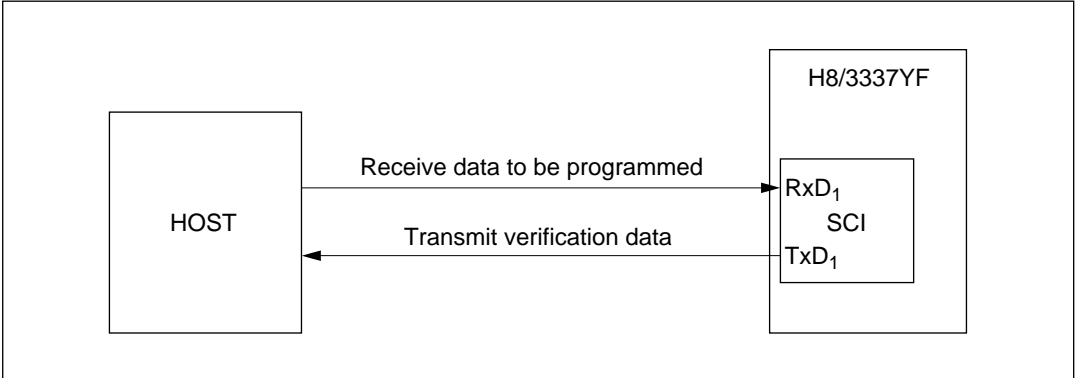 H8/3337YF
Receive data to be programmed
RxD1
HOST
SCI
Transmit verification data
TxD1